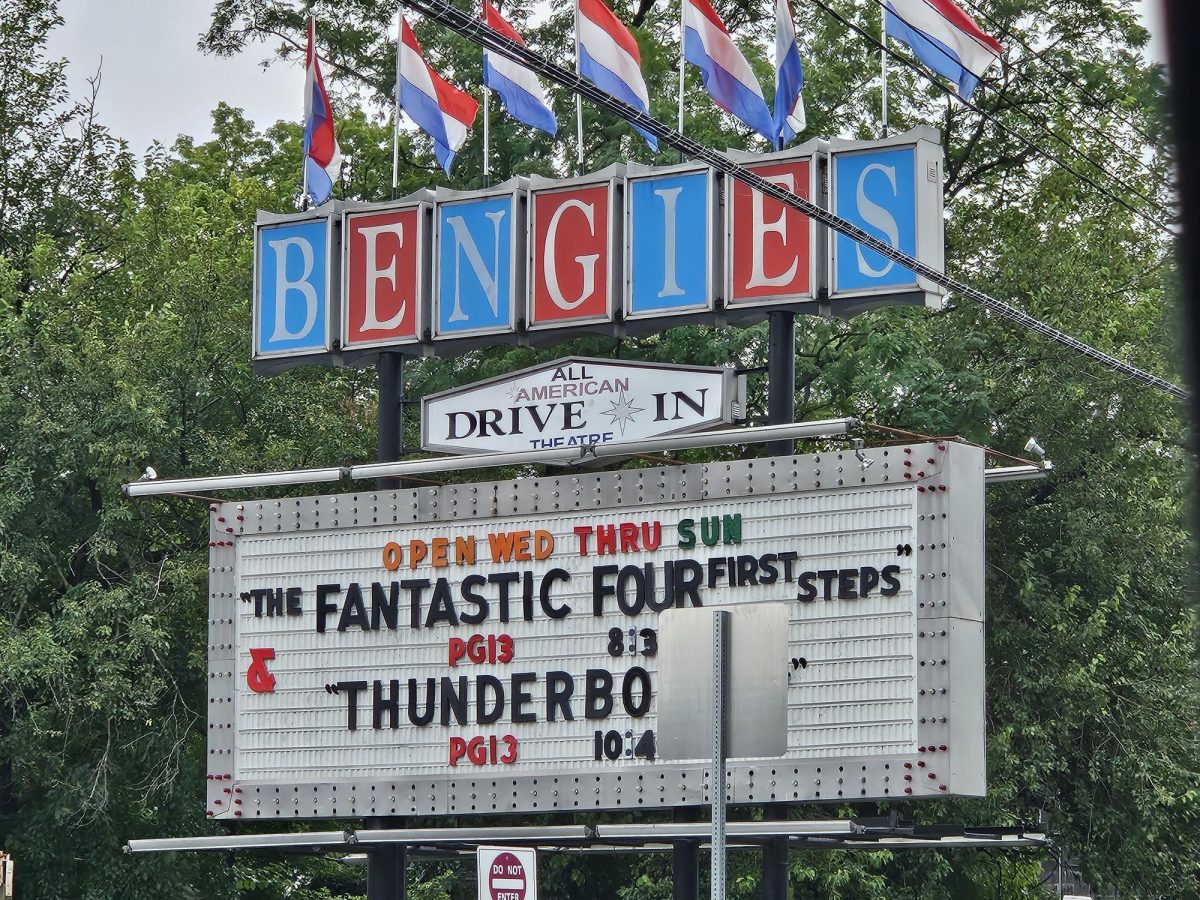 BENGIES
ALL
AMERICAN
DRIVE IN
THEATRE
OPEN WED THRU SUN
"THE FANTASTIC FOUR FIRST STEPS"
PG13 8:3
& "THUNDERBO "
PG13 10:4
DO NOT
ENTER